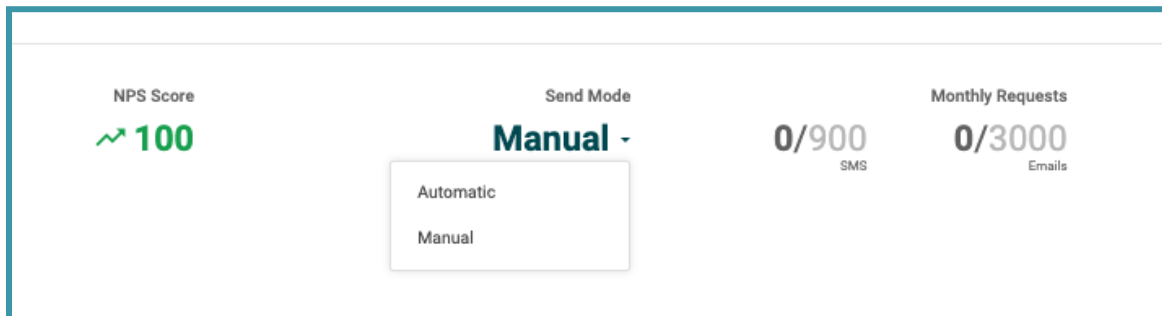 NPS Score
100
Send Mode
Manual
Automatic
Manual
Monthly Requests
0/900
SMS
0/3000
Emails